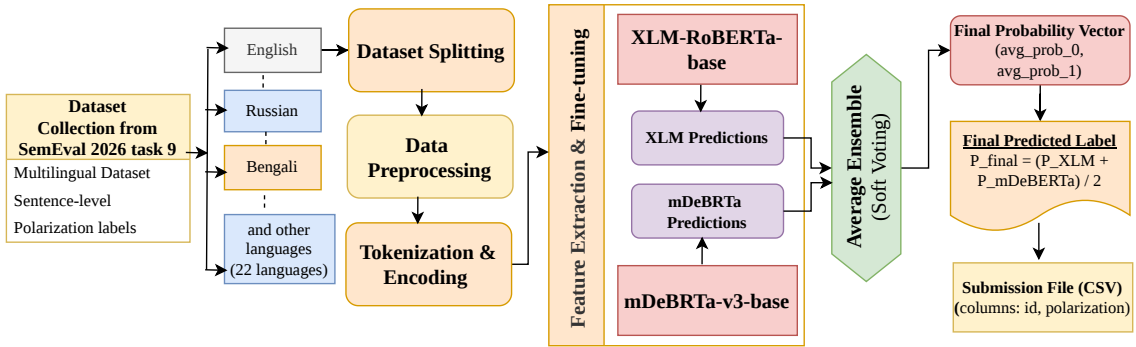 Dataset
Collection from
SemEval 2026 task 9
Multilingual Dataset
Sentence-level
Polarization labels
English
Russian
Bengali
and other
languages
(22 languages)
Dataset Splitting
Data
Preprocessing
Tokenization &
Encoding
Feature Extraction & Fine-tuning
XLM-RoBERTa-
base
XLM Predictions
mDeBRTa
Predictions
mDeBRTa-v3-base
Average Ensemble
(Soft Voting)
Final Probability Vector
(avg_prob_0,
avg_prob_1)
Final Predicted Label
P_final = (P_XLM +
P_mDeBERTa) / 2
Submission File (CSV)
(columns: id, polarization)